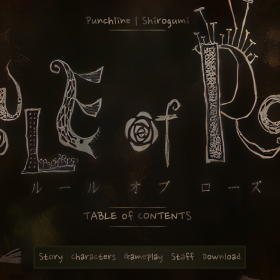 Punchline | Shirogumi
LE of Ro
ルールオブ ローズ
TABLE of CONTENTS
Story Characters Gameplay Staff Download